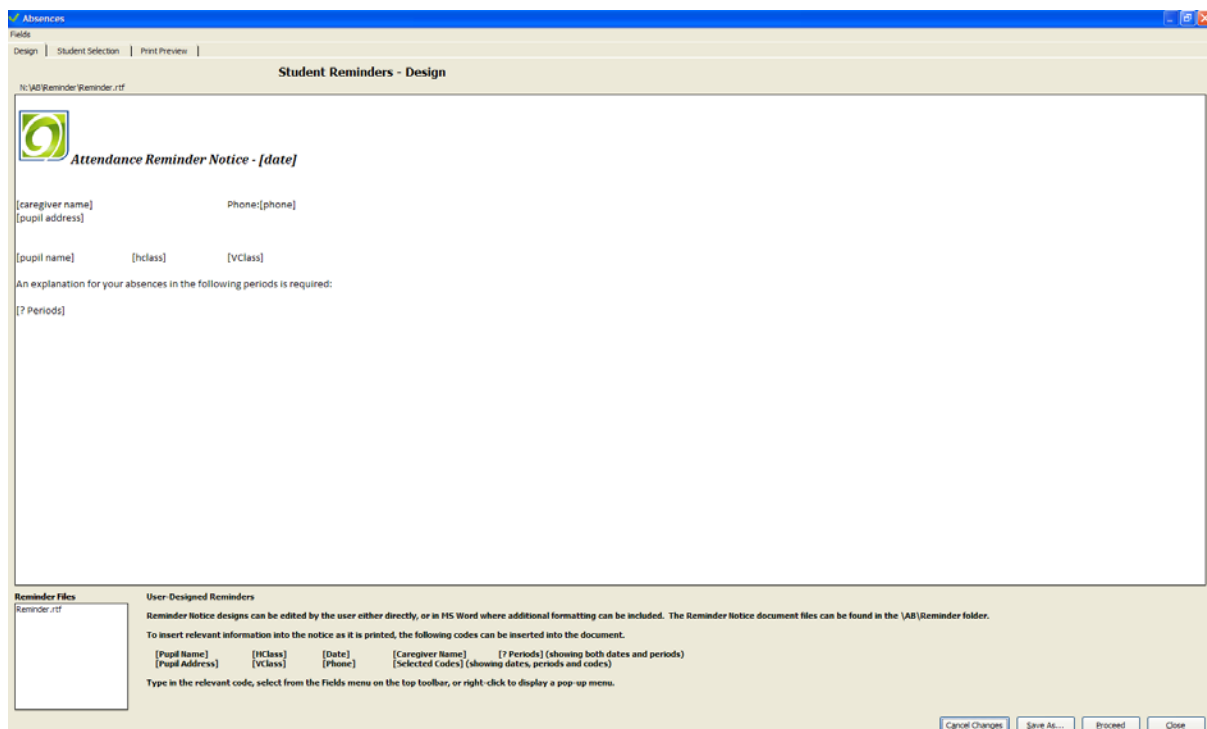 Absences
Fields
Design Student Selection Print Preview
Student Reminders - Design
N:\AB\Reminder\Reminder.rtf
Attendance Reminder Notice - [date]
[caregiver name] Phone:[phone]
[pupil address]
[pupil name] [hclass] [VClass]
An explanation for your absences in the following periods is required:
[? Periods]
Reminder Files
Reminder.rtf
User-Designed Reminders
Reminder Notice designs can be edited by the user either directly, or in MS Word where additional formatting can be included. The Reminder Notice document files can be found in the \AB\Reminder folder.
To insert relevant information into the notice as it is printed, the following codes can be inserted into the document.
[Pupil Name] [HClass] [Date] [Caregiver Name] [? Periods] (showing both dates and periods)
[Pupil Address] [VClass] [Phone] [Selected Codes] (showing dates, periods and codes)
Type in the relevant code, select from the Fields menu on the top toolbar, or right-click to display a pop-up menu.
Cancel Changes Save As... Proceed Close